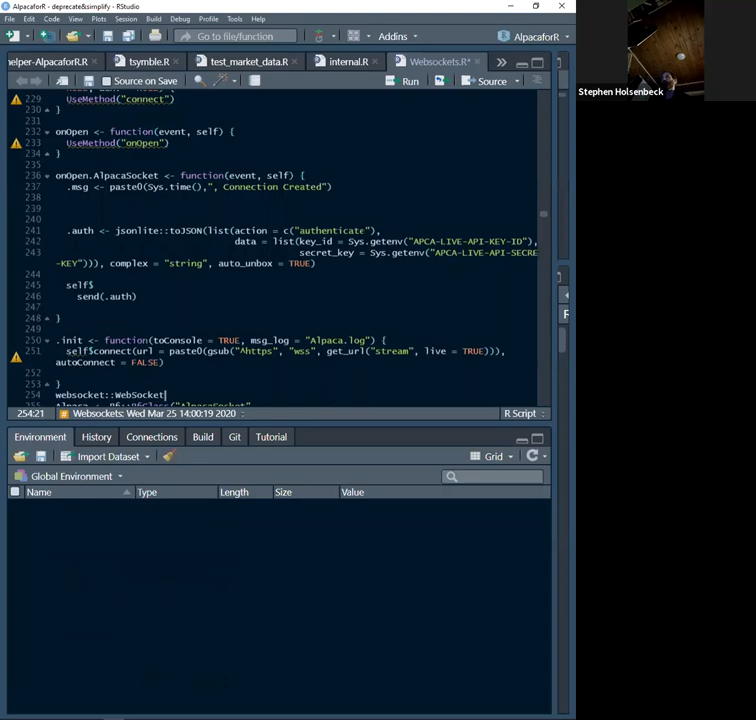 AlpacaforR - deprecate&simplify - RStudio
File Edit Code View Plots Session Build Debug Profile Tools Help
Go to file/function Addins AlpacaforR
helper-AlpacaforR.R tsymble.R test_market_data.R internal.R Websockets.R*
Source on Save Run Source
229 UseMethod("connect")
230 }
231
232 onOpen <- function(event, self) {
233 UseMethod("onOpen")
234 }
235
236 onOpen.AlpacaSocket <- function(event, self) {
237 .msg <- paste0(Sys.time(),", Connection Created")
238
239
240
241 .auth <- jsonlite::toJSON(list(action = c("authenticate"),
242 data = list(key_id = Sys.getenv("APCA-LIVE-API-KEY-ID"),
243 secret_key = Sys.getenv("APCA-LIVE-API-SECRE
-KEY"))), complex = "string", auto_unbox = TRUE)
244
245 self$
246 send(.auth)
247
248 }
249
250 .init <- function(toConsole = TRUE, msg_log = "Alpaca.log") {
251 self$connect(url = paste0(gsub("^https", "wss", get_url("stream", live = TRUE))),
autoConnect = FALSE)
252
253 }
254 websocket::WebSocket
254:21 Websockets: Wed Mar 25 14:00:19 2020 R Script
Environment History Connections Build Git Tutorial
Import Dataset Grid
Global Environment
Name Type Length Size Value
Stephen Holsenbeck